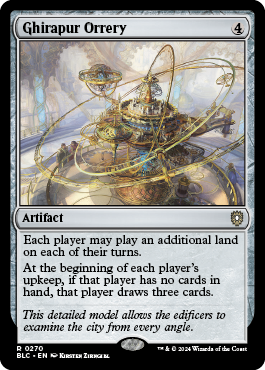 Ghirapur Orrery 4
Artifact
Each player may play an additional land
on each of their turns.
At the beginning of each player's
upkeep, if that player has no cards in
hand, that player draws three cards.
This detailed model allows the edificers to
examine the city from every angle.
R 0270
BLC • EN Kirsten Zirngibl
™ & © 2024 Wizards of the Coast